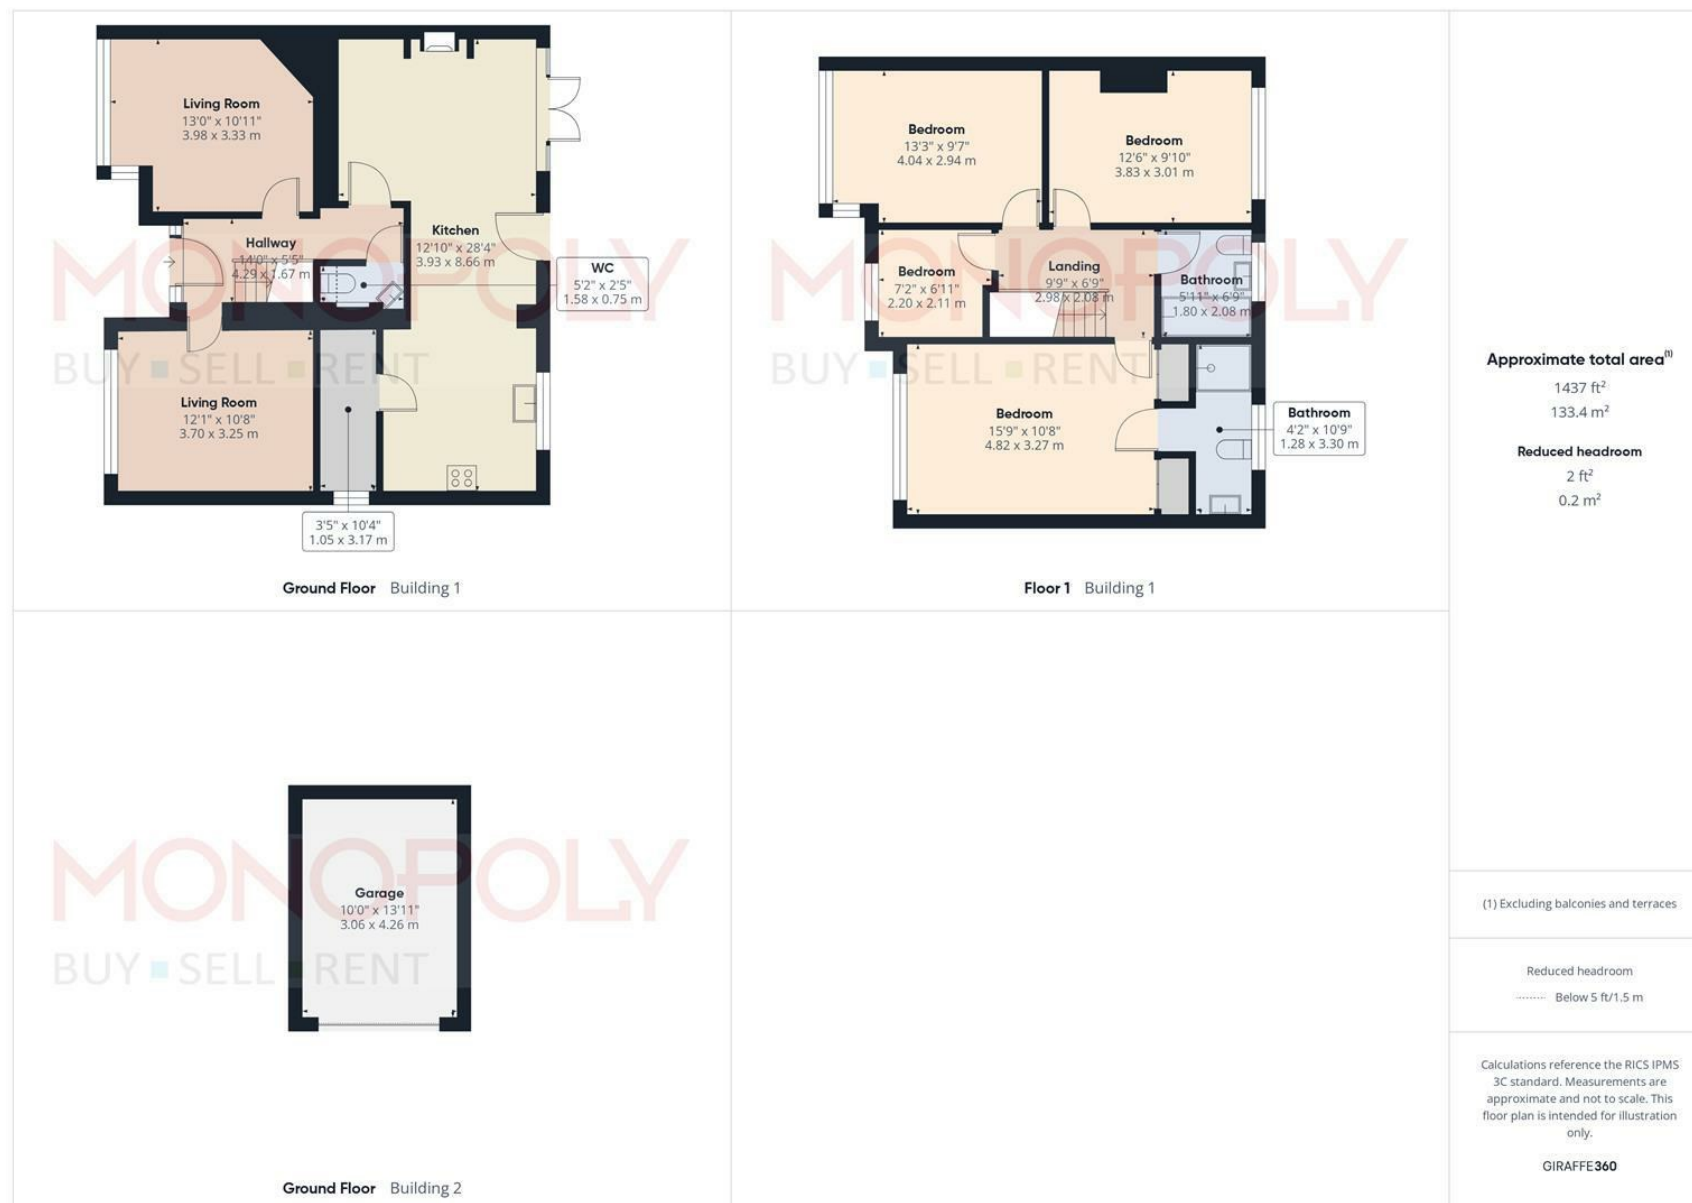 Living Room
13'0" x 10'11"
3.98 x 3.33 m
Hallway
14'0" x 5'5"
4.29 x 1.67 m
Kitchen
12'10" x 28'4"
3.93 x 8.66 m
WC
5'2" x 2'5"
1.58 x 0.75 m
Living Room
12'1" x 10'8"
3.70 x 3.25 m
3'5" x 10'4"
1.05 x 3.17 m
MONOPOLY
BUY SELL RENT
Ground Floor Building 1
Bedroom
13'3" x 9'7"
4.04 x 2.94 m
Bedroom
12'6" x 9'10"
3.83 x 3.01 m
Bedroom
7'2" x 6'11"
2.20 x 2.11 m
Landing
9'9" x 6'9"
2.98 x 2.08 m
Bathroom
5'11" x 6'9"
1.80 x 2.08 m
Bedroom
15'9" x 10'8"
4.82 x 3.27 m
Bathroom
4'2" x 10'9"
1.28 x 3.30 m
MONOPOLY
BUY SELL RENT
Floor 1 Building 1
Garage
10'0" x 13'11"
3.06 x 4.26 m
MONOPOLY
BUY SELL RENT
Ground Floor Building 2
Approximate total area(1)
1437 ft²
133.4 m²
Reduced headroom
2 ft²
0.2 m²
(1) Excluding balconies and terraces
Reduced headroom
Below 5 ft/1.5 m
Calculations reference the RICS IPMS
3C standard. Measurements are
approximate and not to scale. This
floor plan is intended for illustration
only.
GIRAFFE360